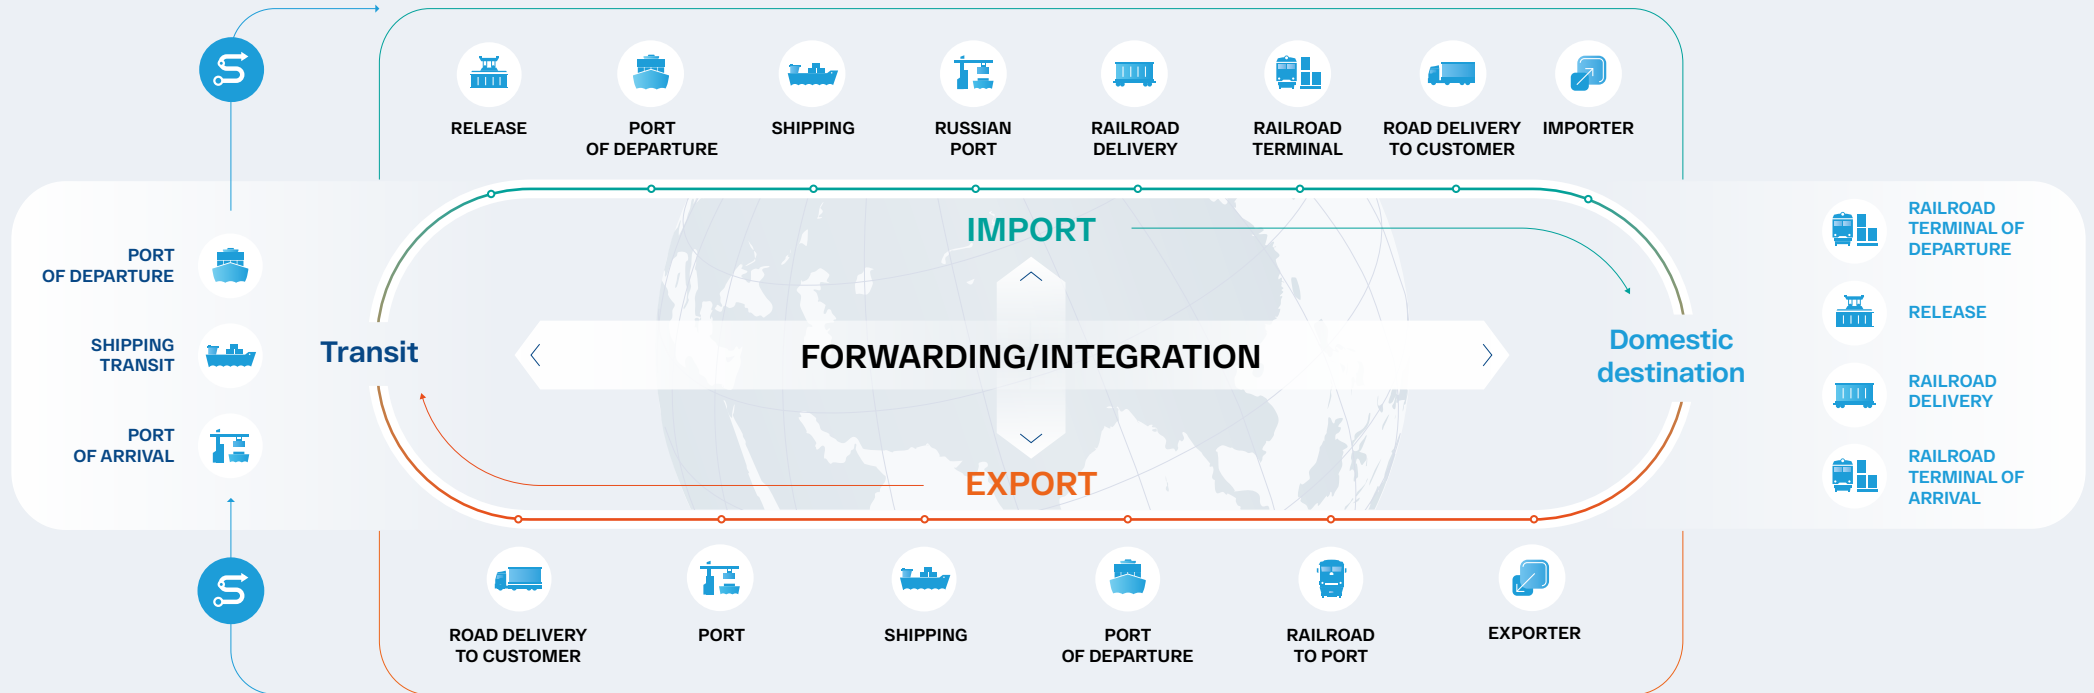 RELEASE
PORT
OF DEPARTURE
SHIPPING
RUSSIAN
PORT
RAILROAD
DELIVERY
RAILROAD
TERMINAL
ROAD DELIVERY
TO CUSTOMER
IMPORTER
PORT
OF DEPARTURE
SHIPPING
TRANSIT
PORT
OF ARRIVAL
Transit
IMPORT
FORWARDING/INTEGRATION
EXPORT
Domestic
destination
RAILROAD
TERMINAL OF
DEPARTURE
RELEASE
RAILROAD
DELIVERY
RAILROAD
TERMINAL OF
ARRIVAL
ROAD DELIVERY
TO CUSTOMER
PORT
SHIPPING
PORT
OF DEPARTURE
RAILROAD
TO PORT
EXPORTER